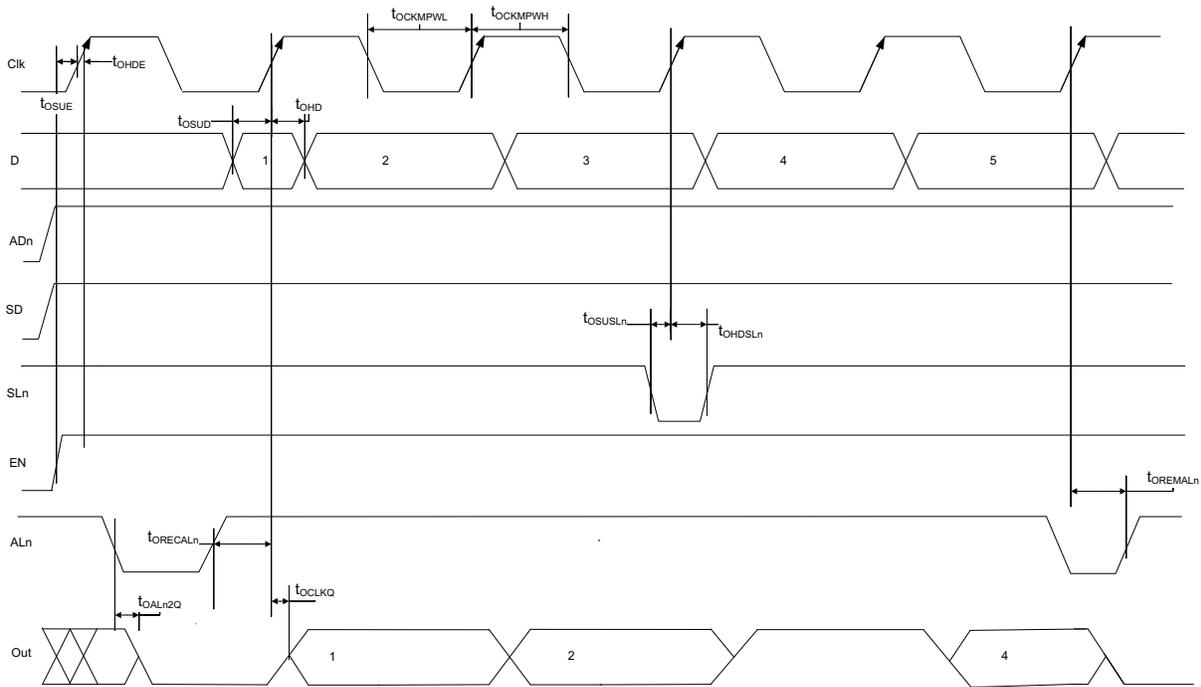 tOCKMPWL
tOCKMPWH
Clk
tOHDE
tOSUE
tOSUD
tOHD
D
1
2
3
4
5
ADn
SD
tOSUSLn
tOHDSLn
SLn
EN
tOREMALn
ALn
tORECALn
tOALn2Q
tOCLKQ
Out
1
2
4